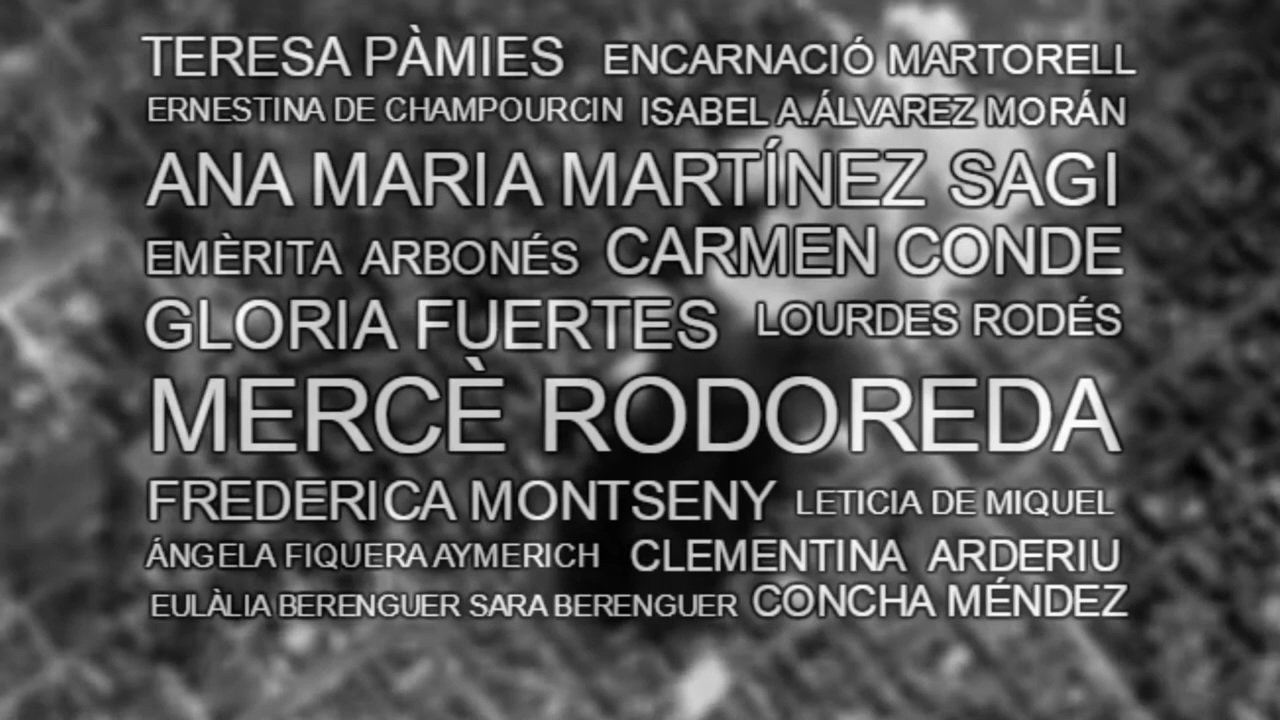 TERESA PÀMIES ENCARNACIÓ MARTORELL
ERNESTINA DE CHAMPOURCIN ISABEL A.ÁLVAREZ MORÁN
ANA MARIA MARTÍNEZ SAGI
EMÈRITA ARBONÉS CARMEN CONDE
GLORIA FUERTES LOURDES RODÉS
MERCÈ RODOREDA
FREDERICA MONTSENY LETICIA DE MIQUEL
ÁNGELA FIQUERA AYMERICH CLEMENTINA ARDERIU
EULÀLIA BERENGUER SARA BERENGUER CONCHA MÉNDEZ